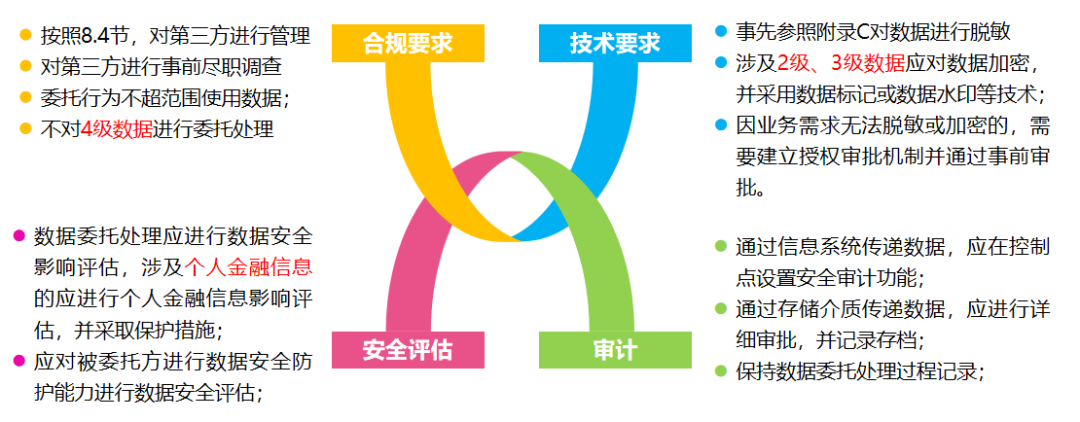 合规要求
按照8.4节，对第三方进行管理
对第三方进行事前尽职调查
委托行为不超范围使用数据；
不对4级数据进行委托处理
技术要求
事先参照附录C对数据进行脱敏
涉及2级、3级数据应对数据加密，
并采用数据标记或数据水印等技术；
因业务需求无法脱敏或加密的，需
要建立授权审批机制并通过事前审
批。
数据委托处理应进行数据安全
影响评估，涉及个人金融信息
的应进行个人金融信息影响评
估，并采取保护措施；
应对被委托方进行数据安全防
护能力进行数据安全评估；
安全评估
通过信息系统传递数据，应在控制
点设置安全审计功能；
通过存储介质传递数据，应进行详
细审批，并记录存档；
保持数据委托处理过程记录；
审计